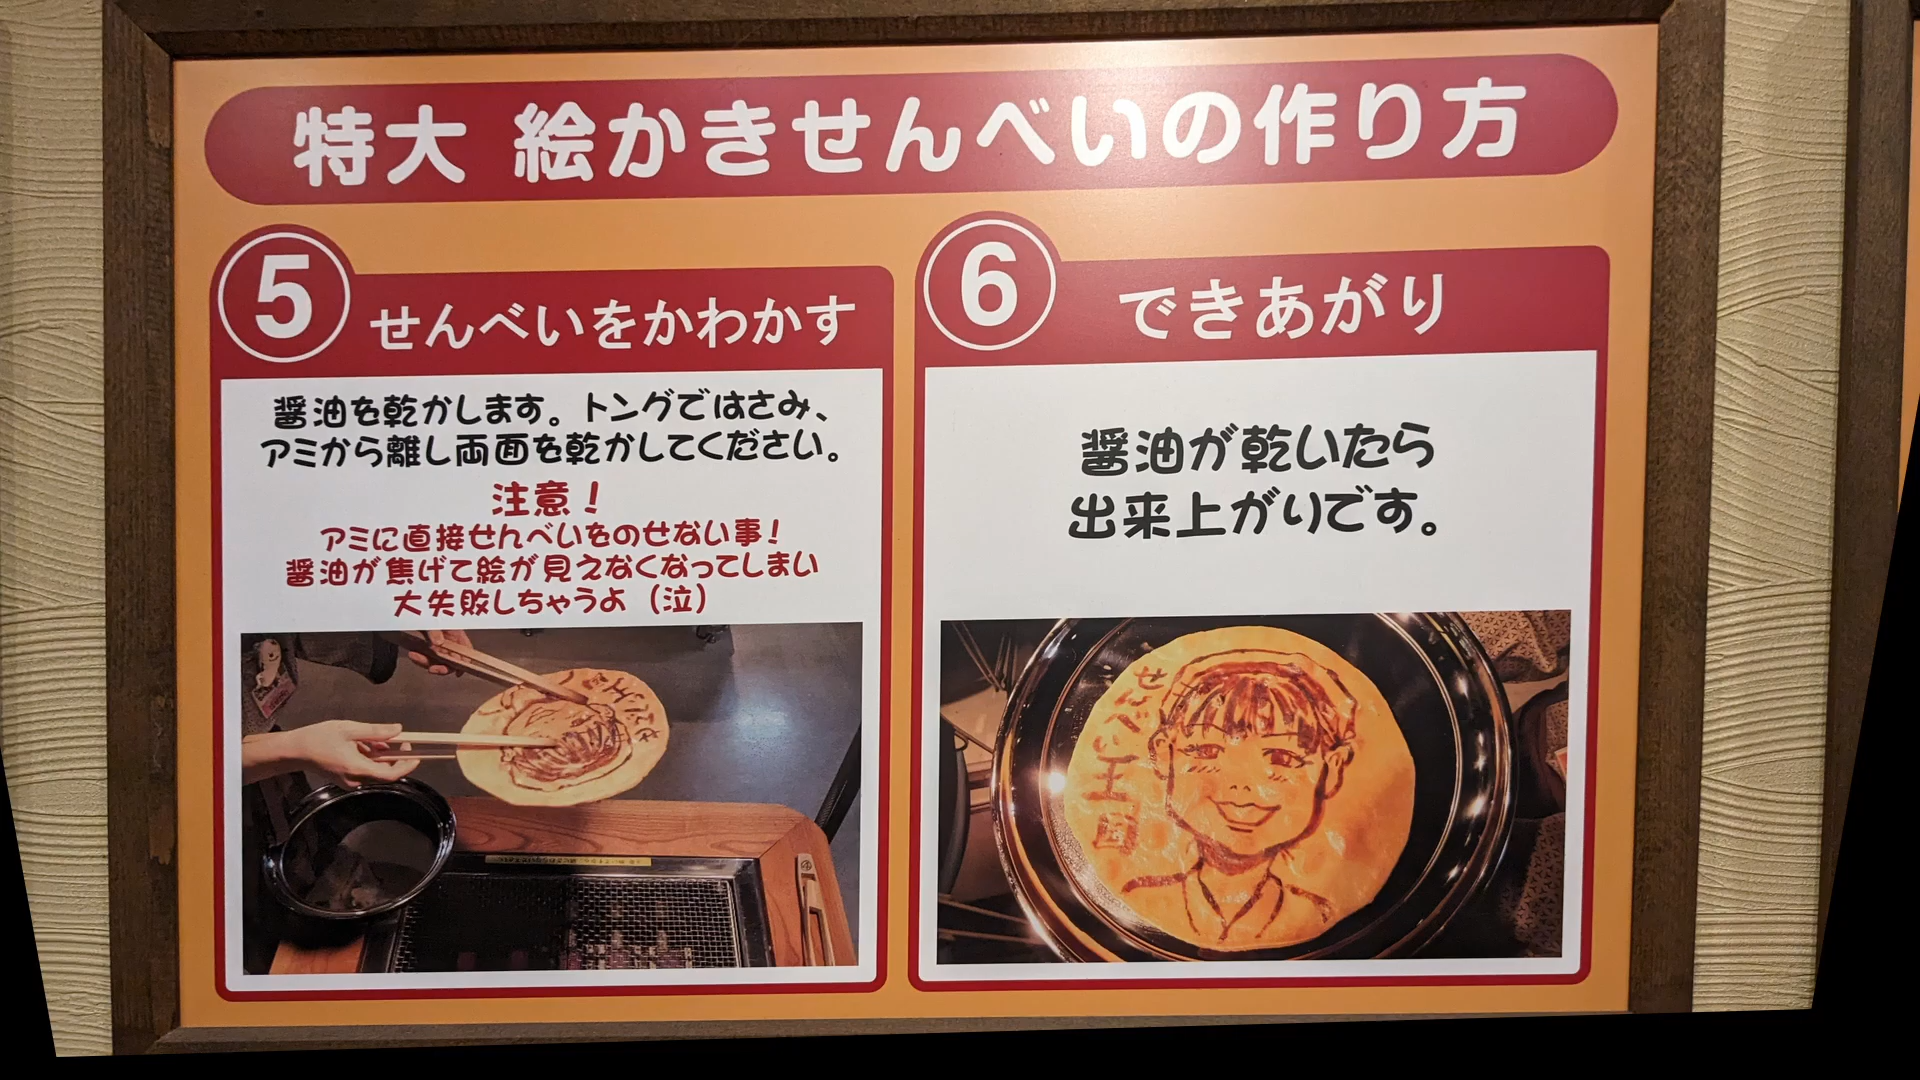 特大 絵かきせんべいの作り方
5 せんべいをかわかす
醤油を乾かします。トングではさみ、
アミから離し両面を乾かしてください。
注意！
アミに直接せんべいをのせない事！
醤油が焦げて絵が見えなくなってしまい
大失敗しちゃうよ（泣）
6 できあがり
醤油が乾いたら
出来上がりです。
せんべい王国